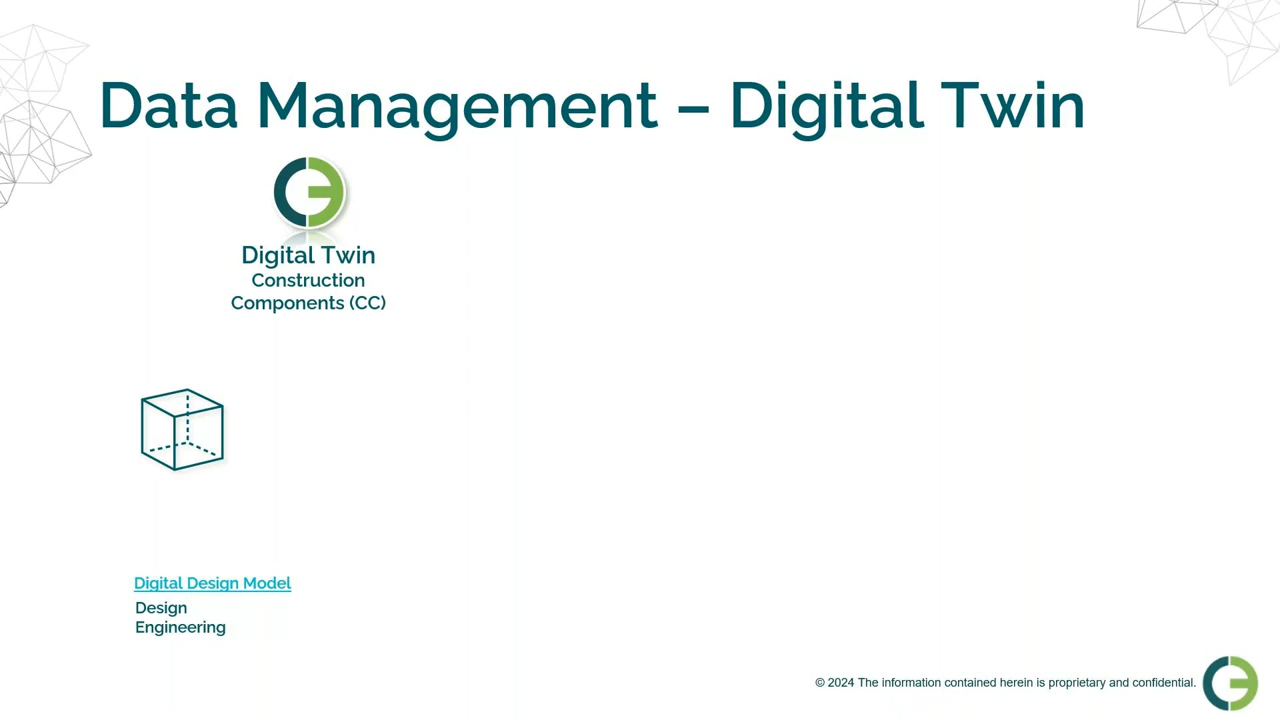 Data Management – Digital Twin
Digital Twin
Construction
Components (CC)
Digital Design Model
Design
Engineering
© 2024 The information contained herein is proprietary and confidential.